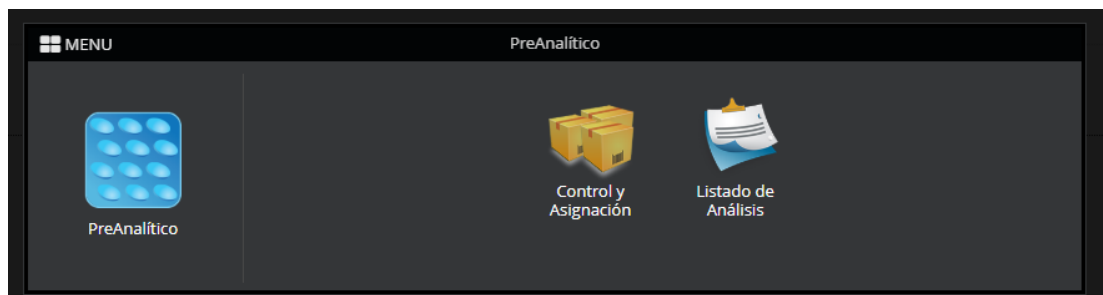 MENU
PreAnalítico
PreAnalítico
Control y
Asignación
Listado de
Análisis